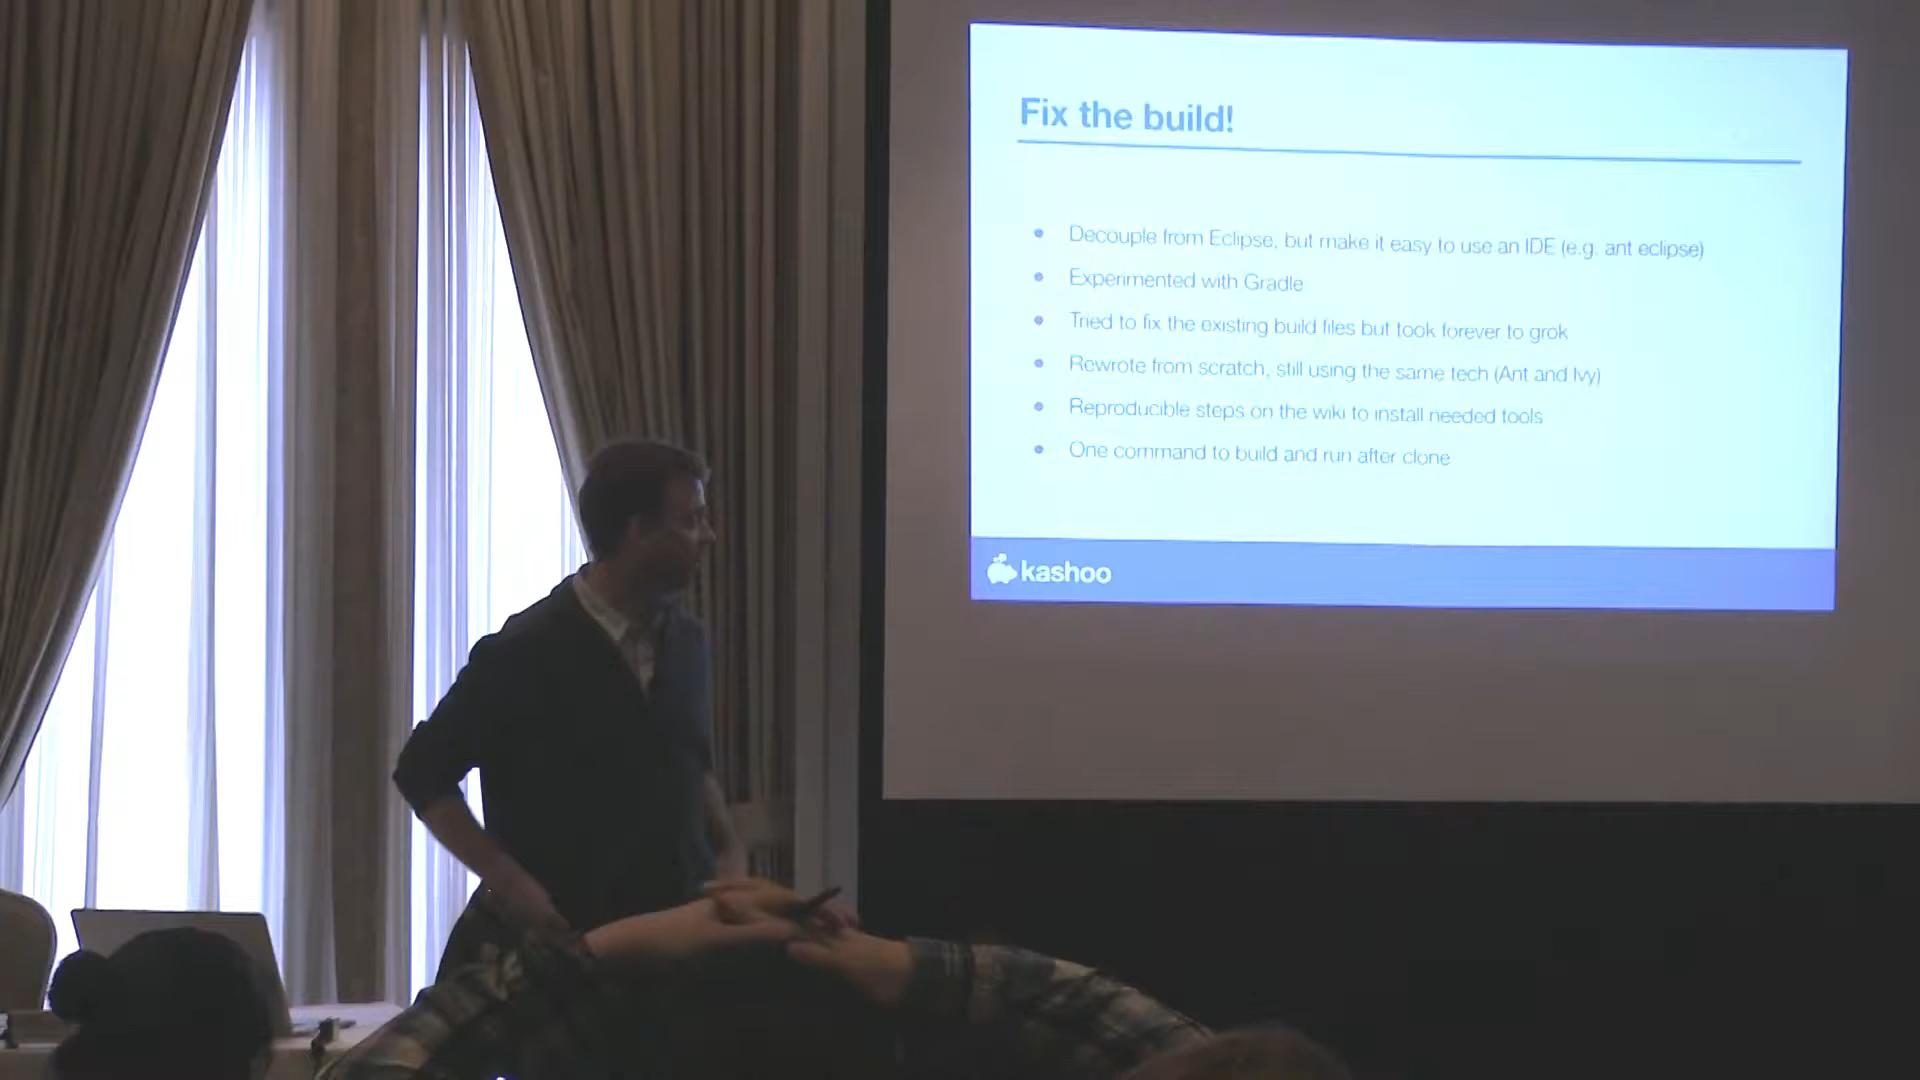 Fix the build!
Decouple from Eclipse, but make it easy to use an IDE (e.g. ant eclipse)
Experimented with Gradle
Tried to fix the existing build files but took forever to grok
Rewrote from scratch, still using the same tech (Ant and Ivy)
Reproducible steps on the wiki to install needed tools
One command to build and run after clone
kashoo